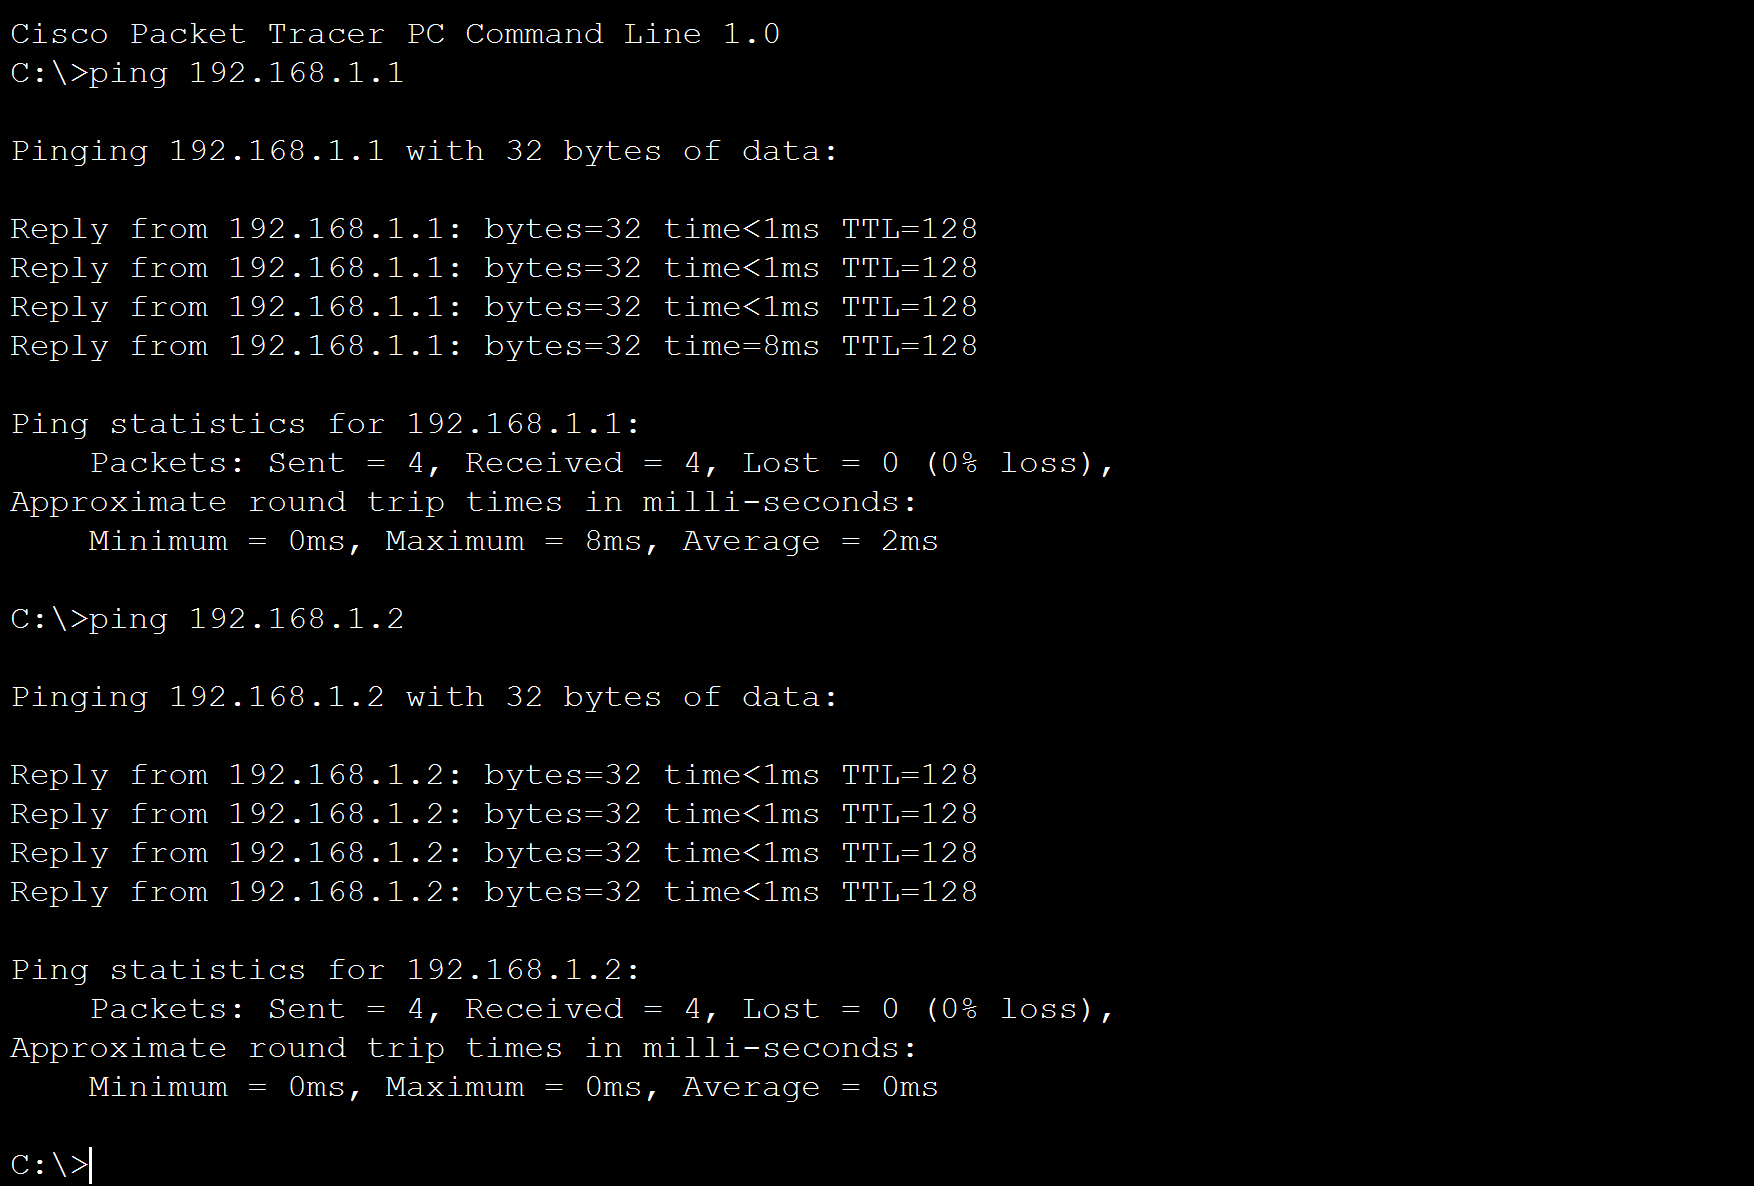 Cisco Packet Tracer PC Command Line 1.0
C:\>ping 192.168.1.1
Pinging 192.168.1.1 with 32 bytes of data:
Reply from 192.168.1.1: bytes=32 time<1ms TTL=128
Reply from 192.168.1.1: bytes=32 time<1ms TTL=128
Reply from 192.168.1.1: bytes=32 time<1ms TTL=128
Reply from 192.168.1.1: bytes=32 time=8ms TTL=128
Ping statistics for 192.168.1.1:
    Packets: Sent = 4, Received = 4, Lost = 0 (0% loss),
Approximate round trip times in milli-seconds:
    Minimum = 0ms, Maximum = 8ms, Average = 2ms
C:\>ping 192.168.1.2
Pinging 192.168.1.2 with 32 bytes of data:
Reply from 192.168.1.2: bytes=32 time<1ms TTL=128
Reply from 192.168.1.2: bytes=32 time<1ms TTL=128
Reply from 192.168.1.2: bytes=32 time<1ms TTL=128
Reply from 192.168.1.2: bytes=32 time<1ms TTL=128
Ping statistics for 192.168.1.2:
    Packets: Sent = 4, Received = 4, Lost = 0 (0% loss),
Approximate round trip times in milli-seconds:
    Minimum = 0ms, Maximum = 0ms, Average = 0ms
C:\>